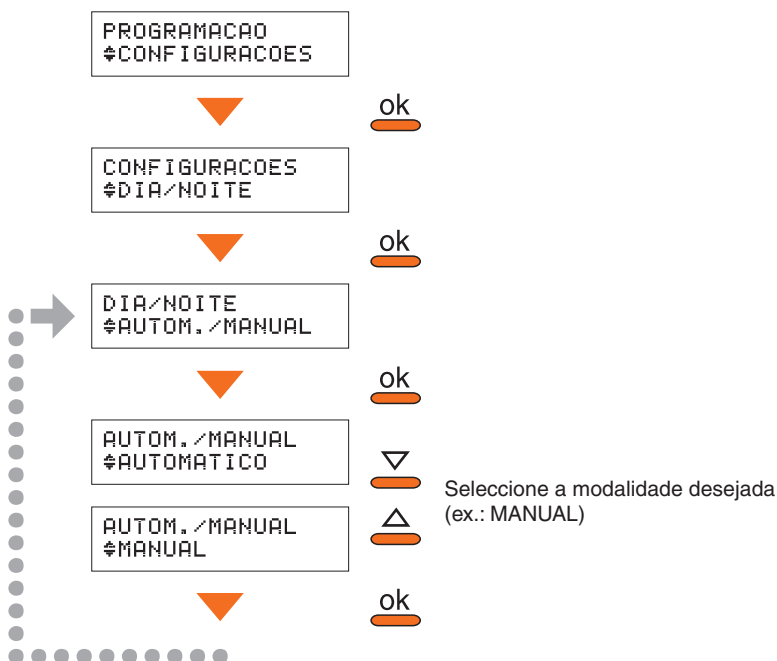 PROGRAMACAO
CONFIGURACOES
ok
CONFIGURACOES
DIA/NOITE
ok
DIA/NOITE
AUTOM./MANUAL
ok
AUTOM./MANUAL
AUTOMATICO
Seleccione a modalidade desejada
(ex.: MANUAL)
AUTOM./MANUAL
MANUAL
ok